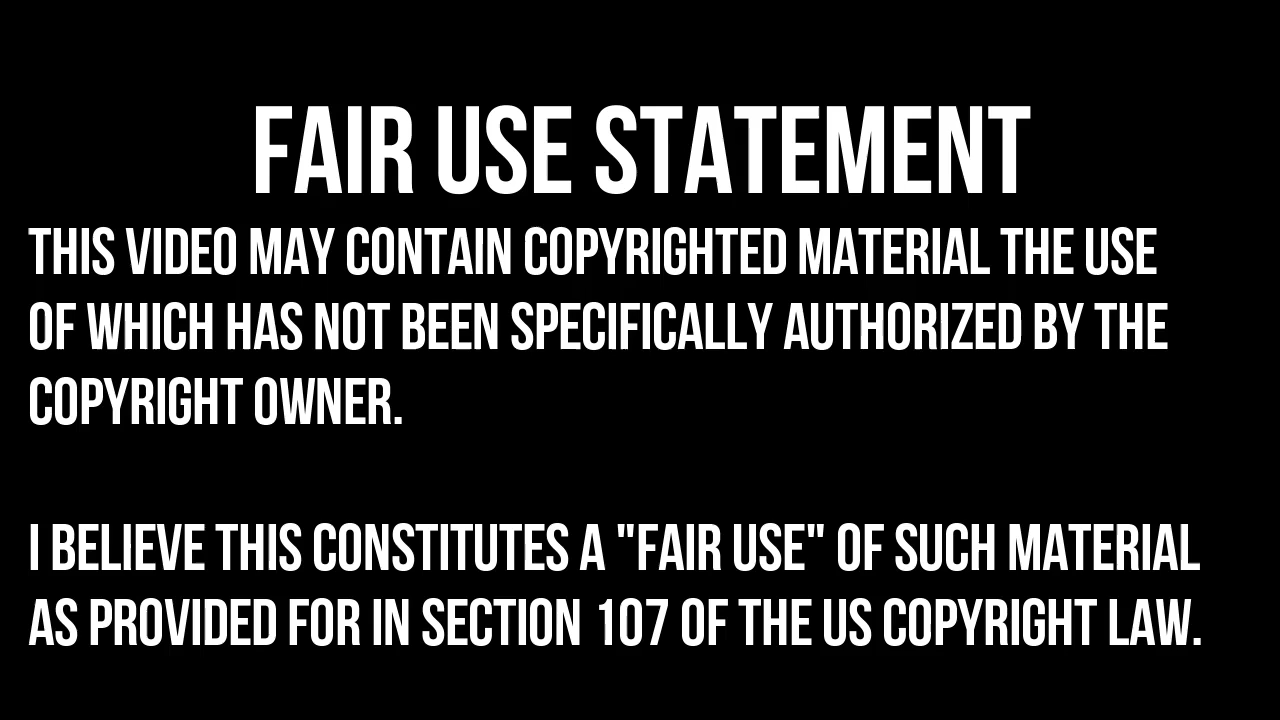 FAIR USE STATEMENT
THIS VIDEO MAY CONTAIN COPYRIGHTED MATERIAL THE USE
OF WHICH HAS NOT BEEN SPECIFICALLY AUTHORIZED BY THE
COPYRIGHT OWNER.
I BELIEVE THIS CONSTITUTES A "FAIR USE" OF SUCH MATERIAL
AS PROVIDED FOR IN SECTION 107 OF THE US COPYRIGHT LAW.